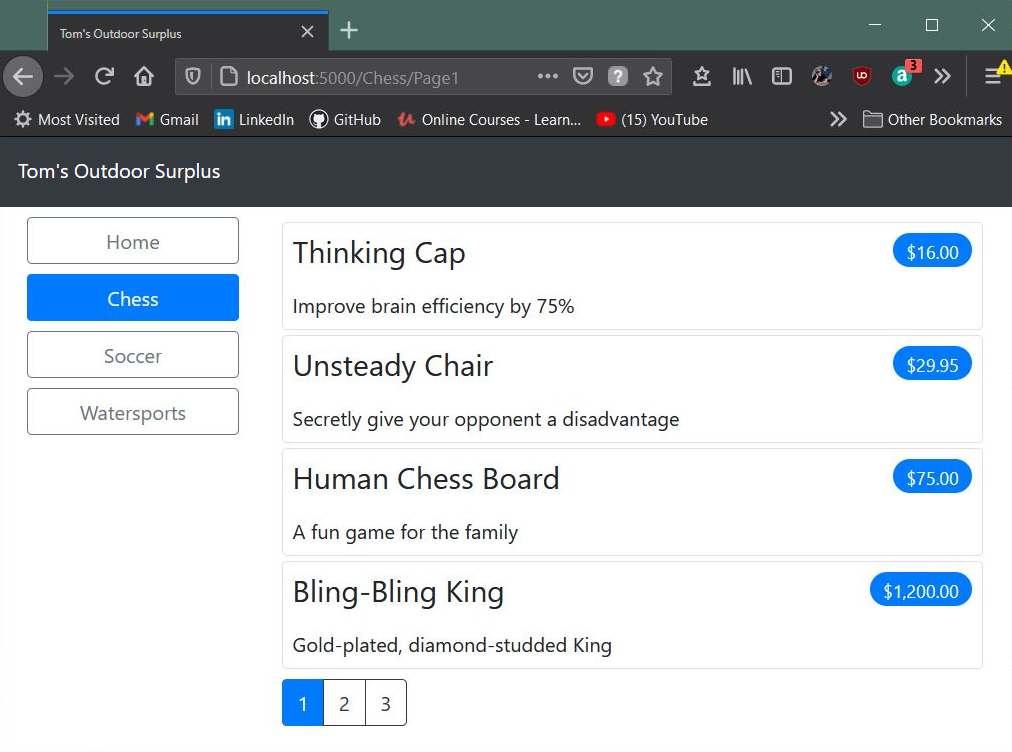 Tom's Outdoor Surplus
localhost:5000/Chess/Page1
3
Most Visited Gmail LinkedIn GitHub Online Courses - Learn... (15) YouTube Other Bookmarks
Tom's Outdoor Surplus
Home
Chess
Soccer
Watersports
Thinking Cap $16.00
Improve brain efficiency by 75%
Unsteady Chair $29.95
Secretly give your opponent a disadvantage
Human Chess Board $75.00
A fun game for the family
Bling-Bling King $1,200.00
Gold-plated, diamond-studded King
1 2 3